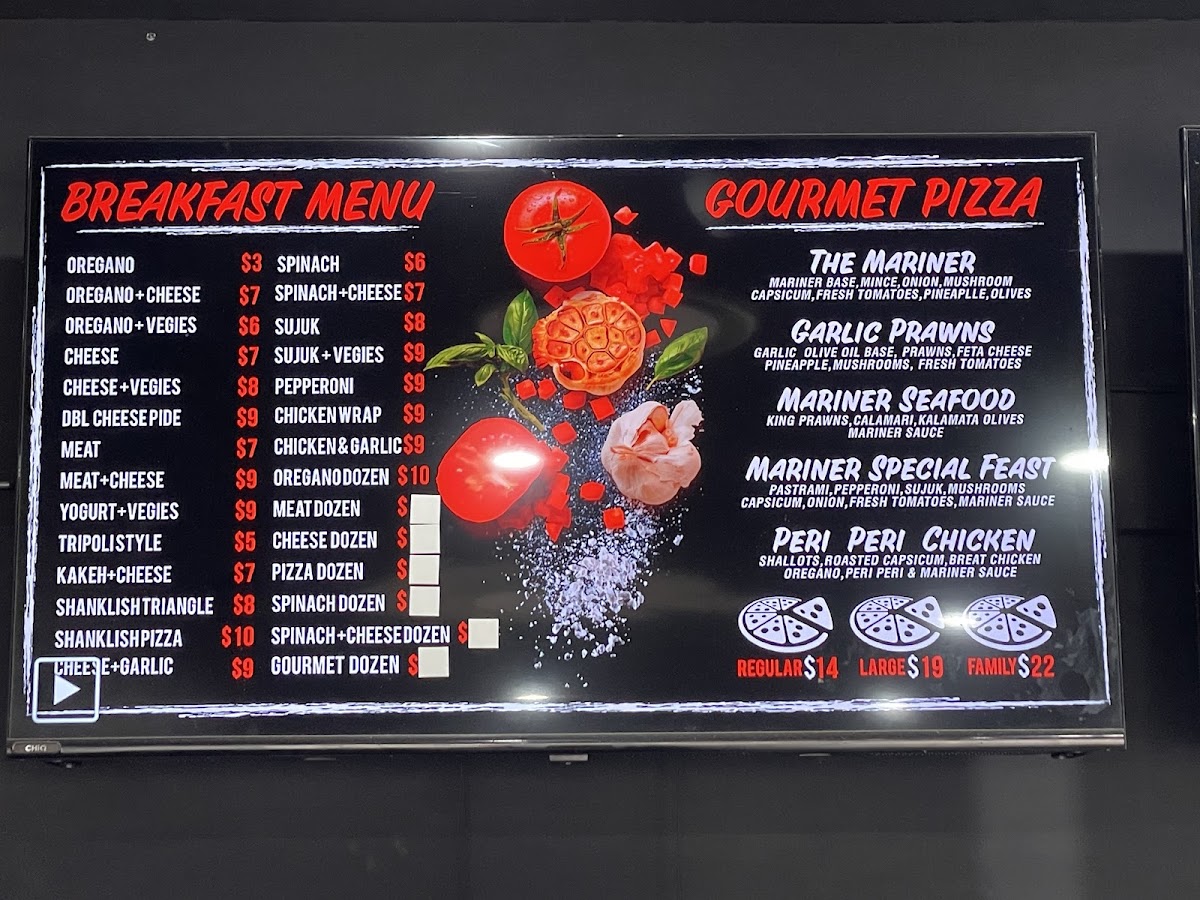 BREAKFAST MENU
OREGANO $3
OREGANO + CHEESE $7
OREGANO + VEGIES $6
CHEESE $7
CHEESE + VEGIES $8
DBL CHEESE PIDE $9
MEAT $7
MEAT+CHEESE $9
YOGURT+VEGIES $9
TRIPOLI STYLE $5
KAKEH+CHEESE $7
SHANKLISH TRIANGLE $8
SHANKLISH PIZZA $10
CHEESE+GARLIC $9
SPINACH $6
SPINACH +CHEESE $7
SUJUK $8
SUJUK + VEGIES $9
PEPPERONI $9
CHICKEN WRAP $9
CHICKEN & GARLIC $9
OREGANO DOZEN $10
MEAT DOZEN $
CHEESE DOZEN $
PIZZA DOZEN $
SPINACH DOZEN $
SPINACH+CHEESE DOZEN $
GOURMET DOZEN $
GOURMET PIZZA
THE MARINER
MARINER BASE,MINCE,ONION,MUSHROOM
CAPSICUM,FRESH TOMATOES,PINEAPLLE,OLIVES
GARLIC PRAWNS
GARLIC OLIVE OIL BASE, PRAWNS,FETA CHEESE
PINEAPPLE,MUSHROOMS, FRESH TOMATOES
MARINER SEAFOOD
KING PRAWNS,CALAMARI,KALAMATA OLIVES
MARINER SAUCE
MARINER SPECIAL FEAST
PASTRAMI,PEPPERONI,SUJUK,MUSHROOMS
CAPSICUM,ONION,FRESH TOMATOES,MARINER SAUCE
PERI PERI CHICKEN
SHALLOTS,ROASTED CAPSICUM,BREAT CHICKEN
OREGANO,PERI PERI & MARINER SAUCE
REGULAR $14 LARGE $19 FAMILY $22
CHiQ